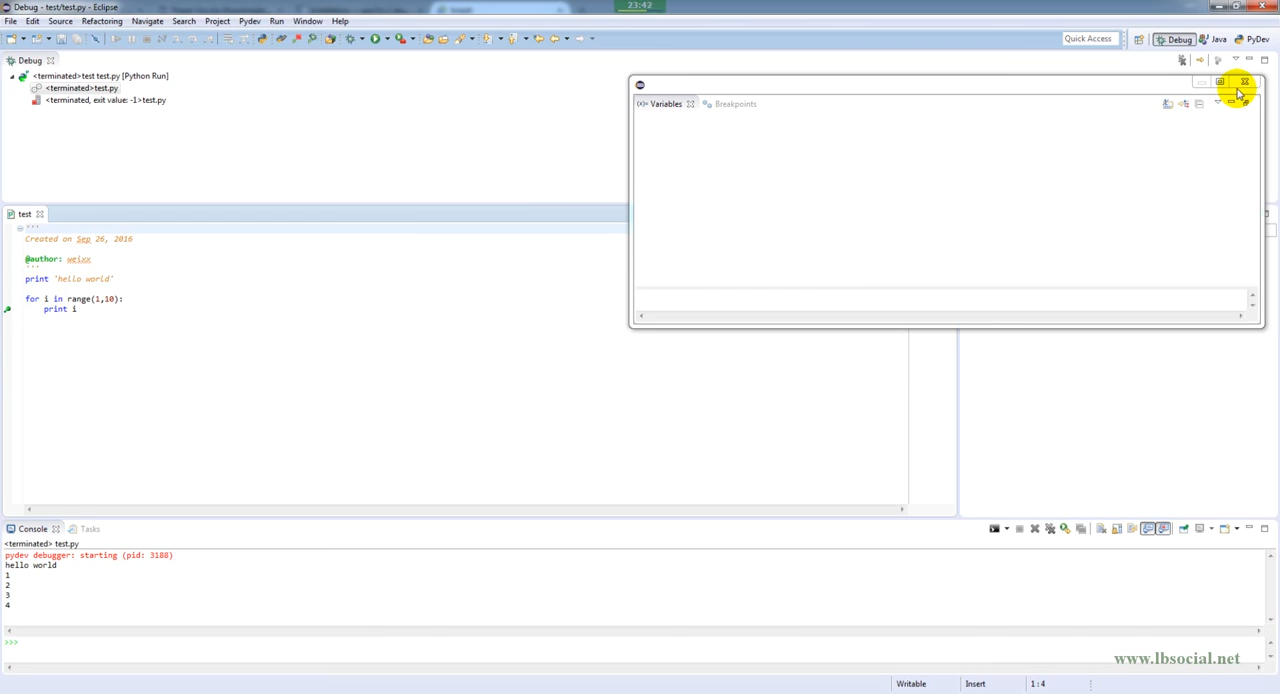 Debug - test/test.py - Eclipse
23:42
File Edit Source Refactoring Navigate Search Project Pydev Run Window Help
Quick Access
Debug Java PyDev
Debug
<terminated>test test.py [Python Run]
<terminated>test.py
<terminated, exit value: -1>test.py
(x)= Variables Breakpoints
test
'''
Created on Sep 26, 2016
@author: weixx
'''
print 'hello world'
for i in range(1,10):
print i
Console Tasks
<terminated> test.py
pydev debugger: starting (pid: 3188)
hello world
1
2
3
4
>>>
www.lbsocial.net
Writable Insert 1:4